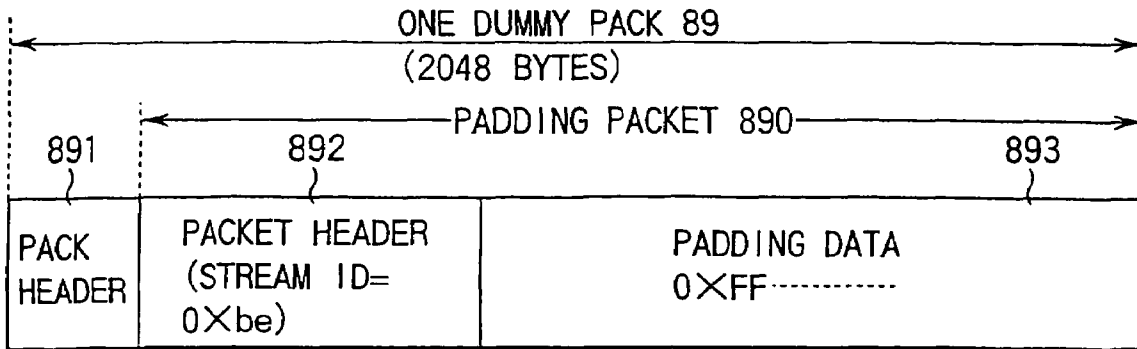 ONE DUMMY PACK 89
(2048 BYTES)
PADDING PACKET 890
891
892
893
PACK
HEADER
PACKET HEADER
(STREAM ID=
0×be)
PADDING DATA
0×FF----------